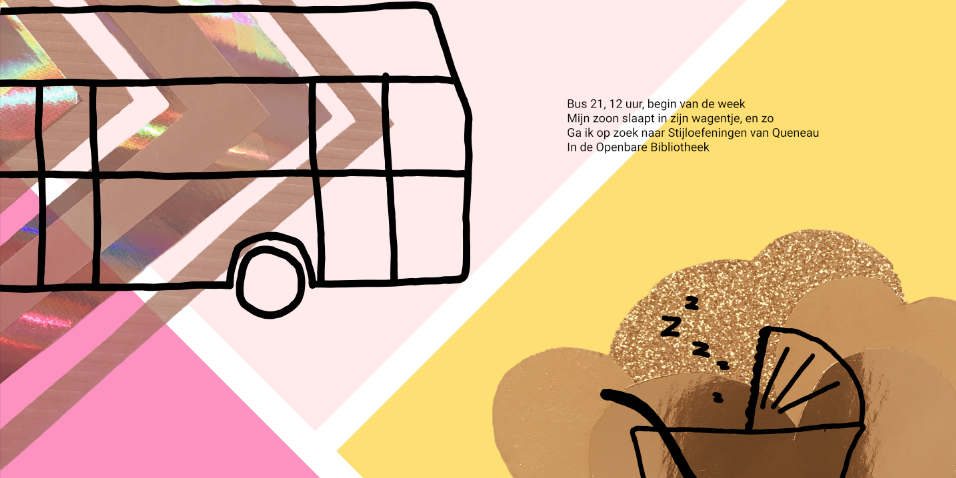 Bus 21, 12 uur, begin van de week
Mijn zoon slaapt in zijn wagentje, en zo
Ga ik op zoek naar Stijloefeningen van Queneau
In de Openbare Bibliotheek
z
Z
z
z
z